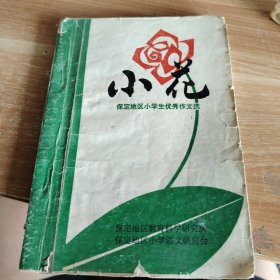 小花
保定地区小学生优秀作文选
保定地区教育科学研究所
保定地区小学语文研究会